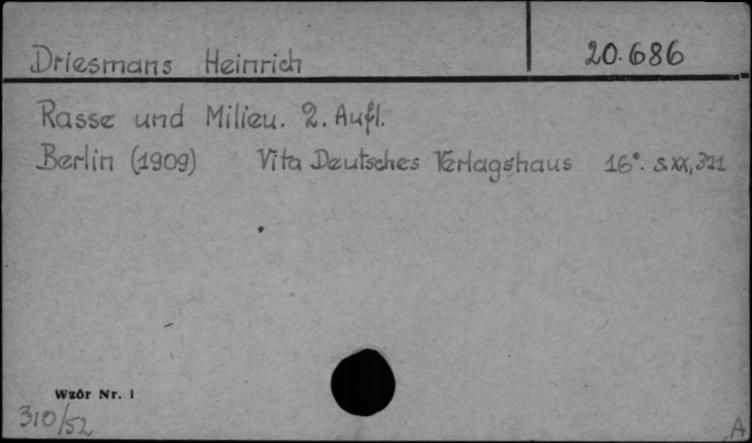 Driesmans Heinrich 20.686
Rasse und Milieu. 2. Aufl.
Berlin (1909) Vita Deutsches Verlagshaus 16°. s. xx, 321
Wzór Nr. 1
310/52
A